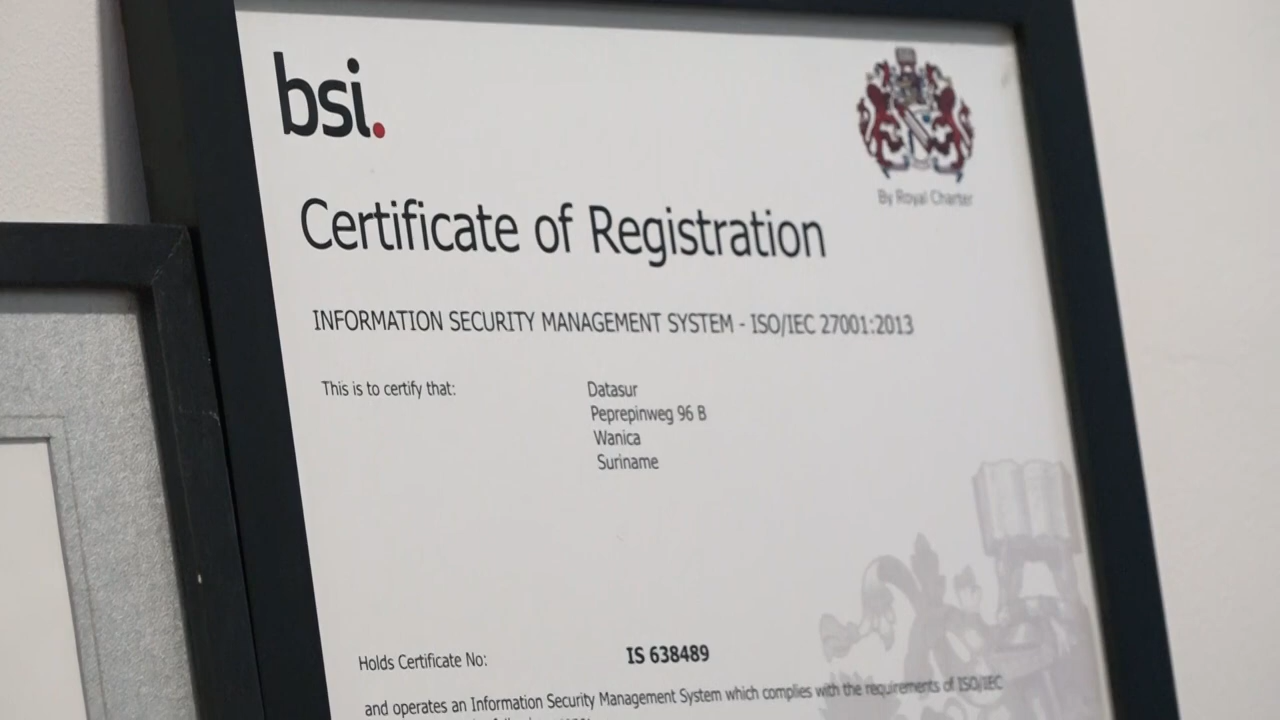 bsi.
By Royal Charter
Certificate of Registration
INFORMATION SECURITY MANAGEMENT SYSTEM - ISO/IEC 27001:2013
This is to certify that: Datasur
Peprepinweg 96 B
Wanica
Suriname
Holds Certificate No: IS 638489
and operates an Information Security Management System which complies with the requirements of ISO/IEC